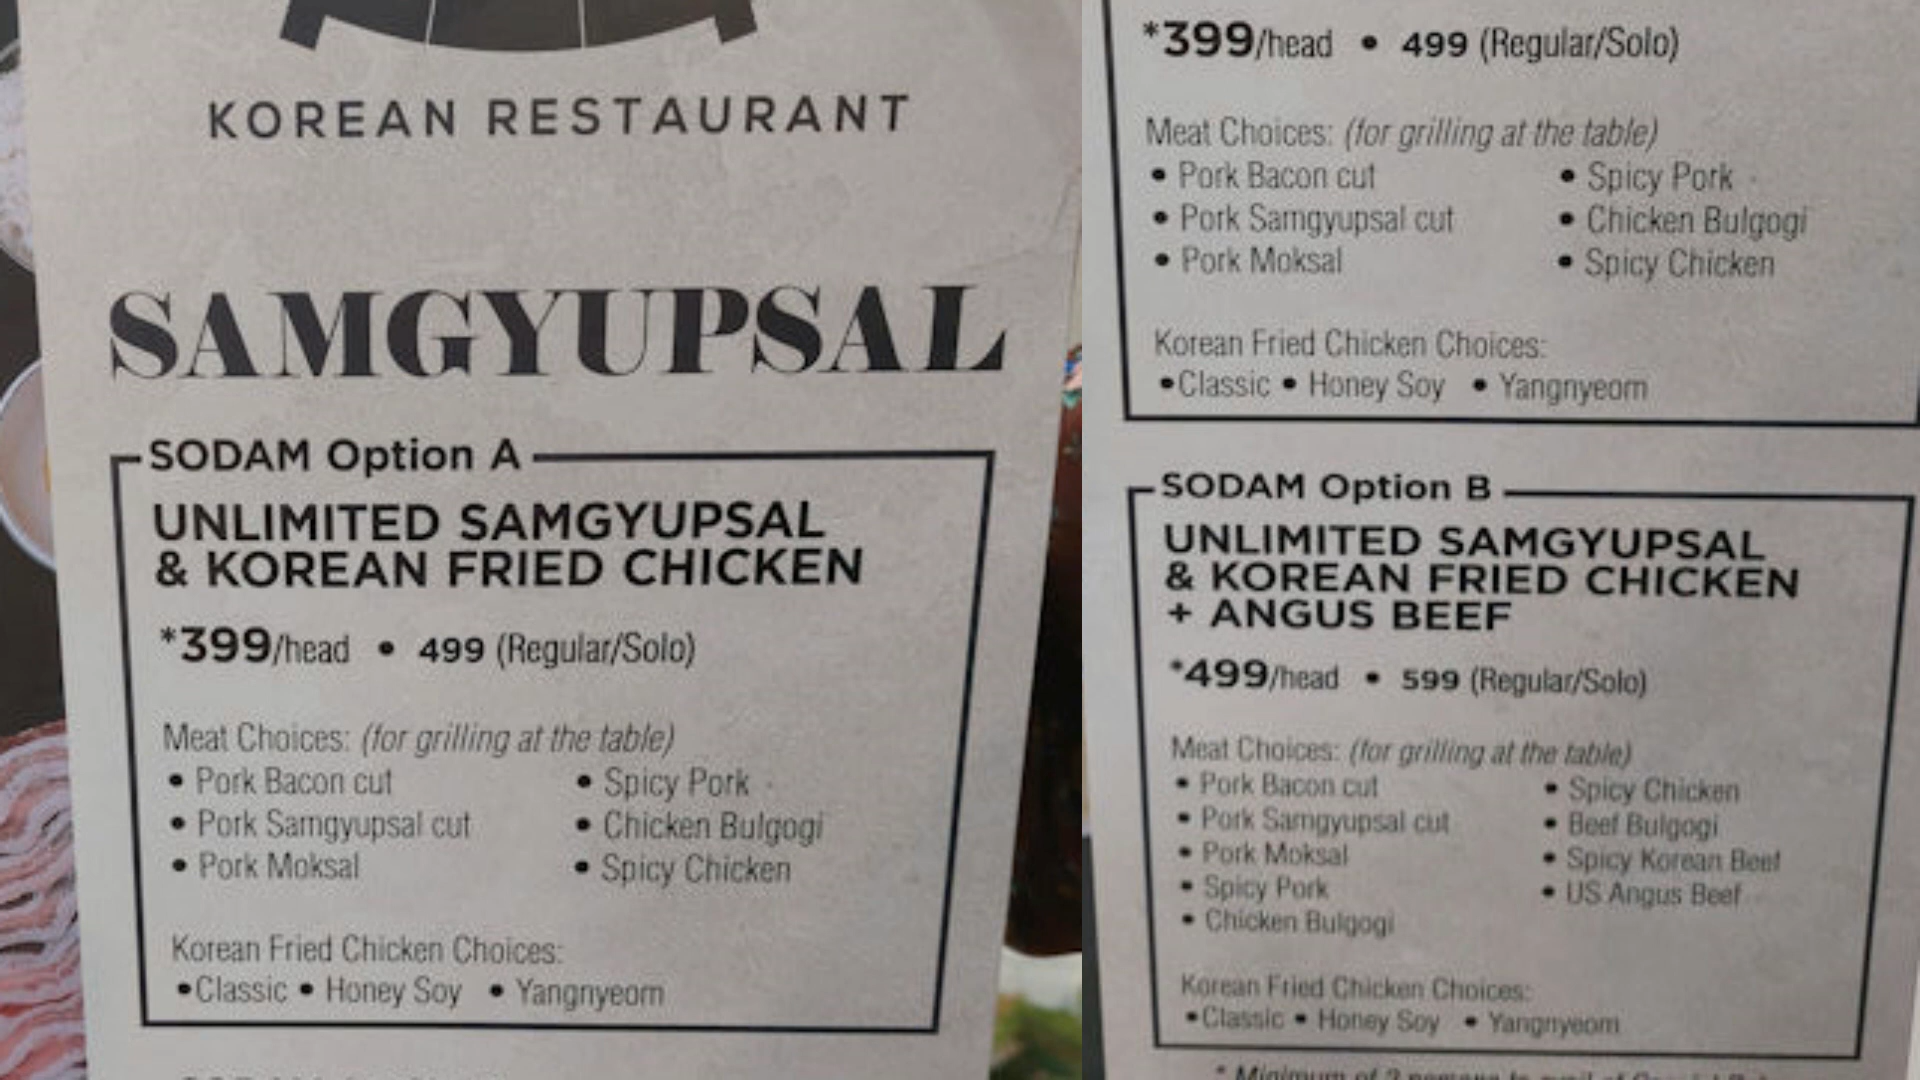 KOREAN RESTAURANT
SAMGYUPSAL
SODAM Option A
UNLIMITED SAMGYUPSAL
& KOREAN FRIED CHICKEN
*399/head • 499 (Regular/Solo)
Meat Choices: (for grilling at the table)
• Pork Bacon cut
• Pork Samgyupsal cut
• Pork Moksal
• Spicy Pork
• Chicken Bulgogi
• Spicy Chicken
Korean Fried Chicken Choices:
•Classic • Honey Soy • Yangnyeom
*399/head • 499 (Regular/Solo)
Meat Choices: (for grilling at the table)
• Pork Bacon cut
• Pork Samgyupsal cut
• Pork Moksal
• Spicy Pork
• Chicken Bulgogi
• Spicy Chicken
Korean Fried Chicken Choices:
•Classic • Honey Soy • Yangnyeom
SODAM Option B
UNLIMITED SAMGYUPSAL
& KOREAN FRIED CHICKEN
+ ANGUS BEEF
*499/head • 599 (Regular/Solo)
Meat Choices: (for grilling at the table)
• Pork Bacon cut
• Pork Samgyupsal cut
• Pork Moksal
• Spicy Pork
• Chicken Bulgogi
• Spicy Chicken
• Beef Bulgogi
• Spicy Korean Beef
• US Angus Beef
Korean Fried Chicken Choices:
•Classic • Honey Soy • Yangnyeom
* Minimum of